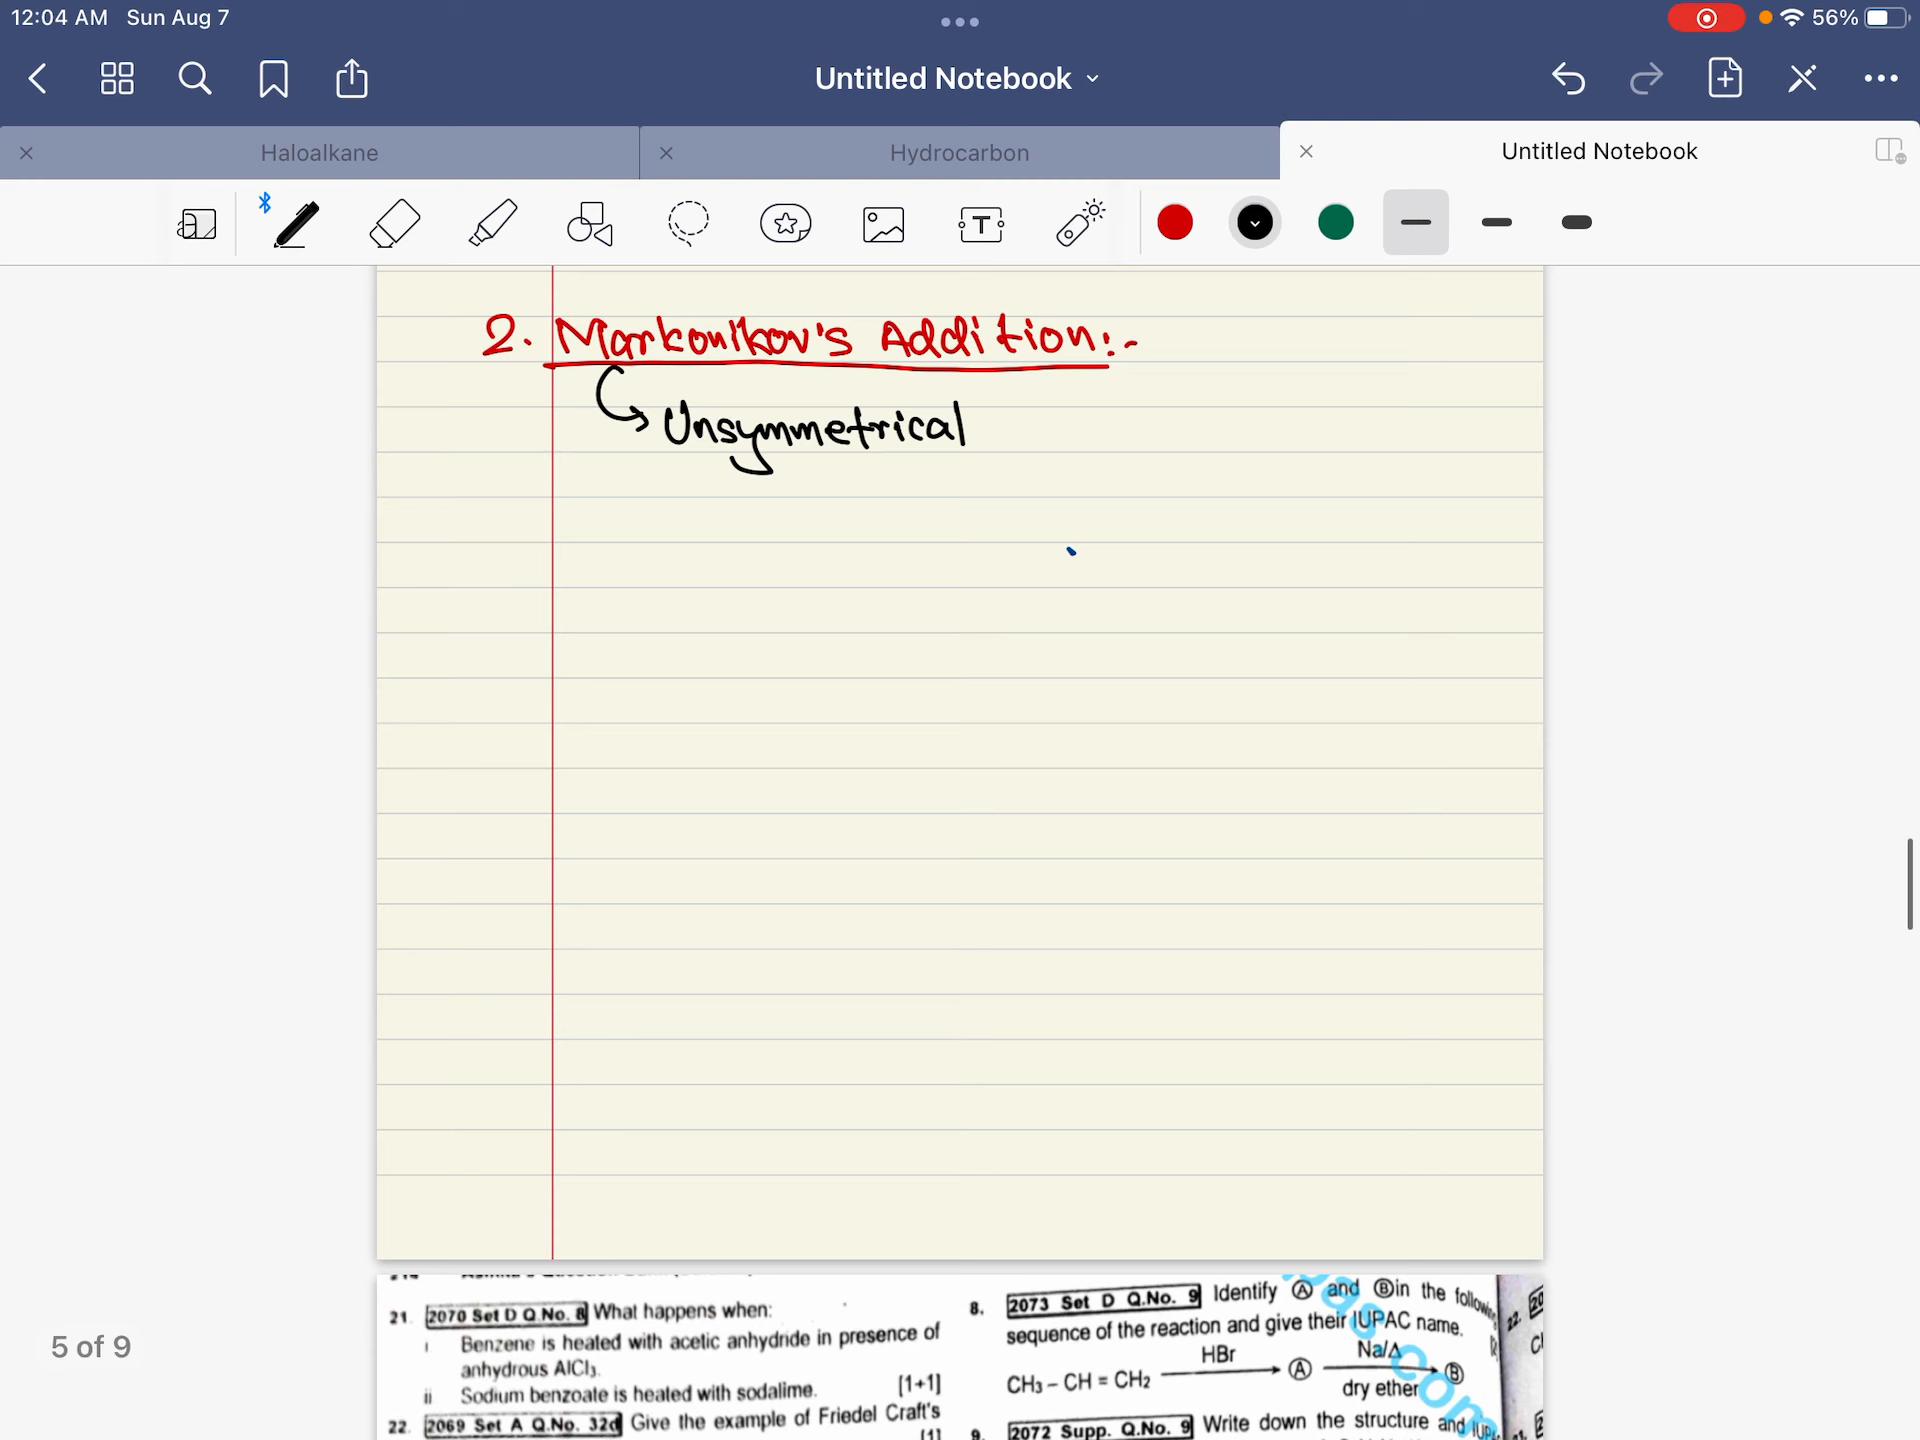 12:04 AM Sun Aug 7
56%
Untitled Notebook
Haloalkane
Hydrocarbon
Untitled Notebook
T
2. Markonikov's Addition:-
Unsymmetrical
5 of 9
21. 2070 Set D Q.No. 8 What happens when:
i Benzene is heated with acetic anhydride in presence of
anhydrous AlCl3.
ii Sodium benzoate is heated with sodalime. [1+1]
22. 2069 Set A Q.No. 32d Give the example of Friedel Craft's
[1]
8. 2073 Set D Q.No. 9 Identify Ⓐ and Ⓑ in the following
sequence of the reaction and give their IUPAC name.
CH3 – CH = CH2 HBr Ⓐ Na/Δ dry ether Ⓑ
9. 2072 Supp. Q.No. 9 Write down the structure and
22.